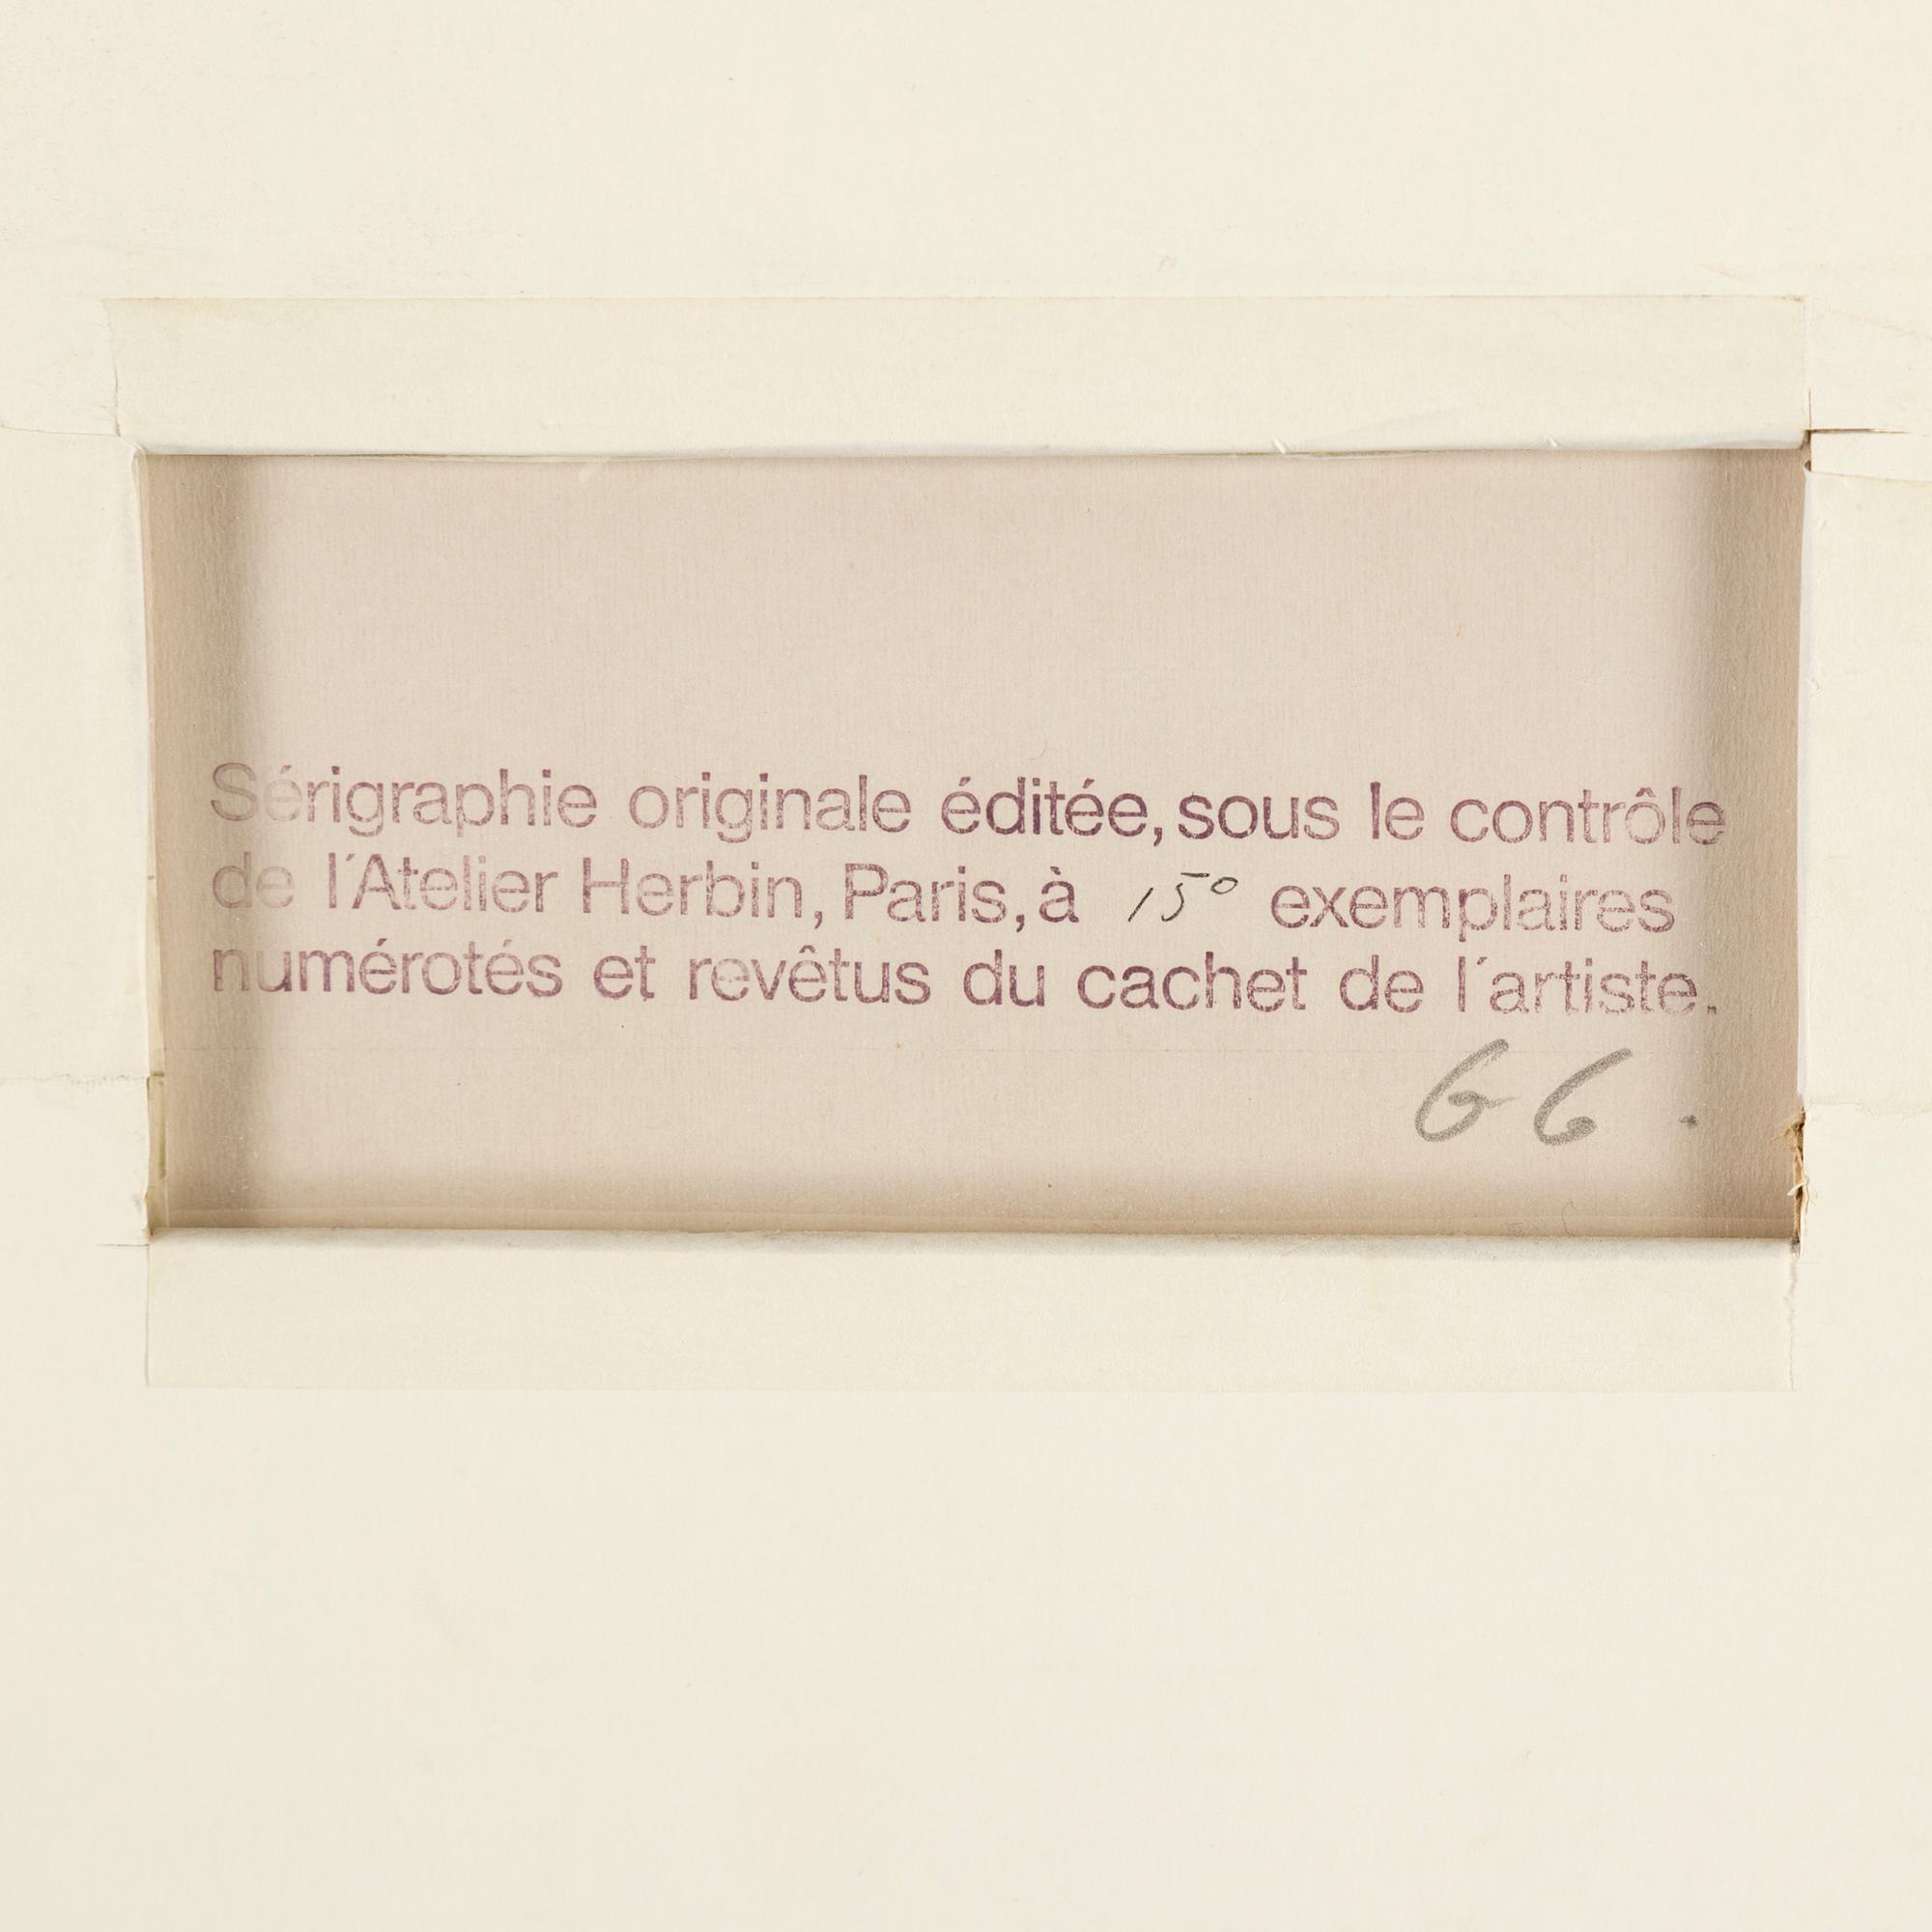 Sérigraphie originale éditée, sous le contrôle
de l'Atelier Herbin, Paris, à 150 exemplaires
numérotés et revêtus du cachet de l'artiste.
66.